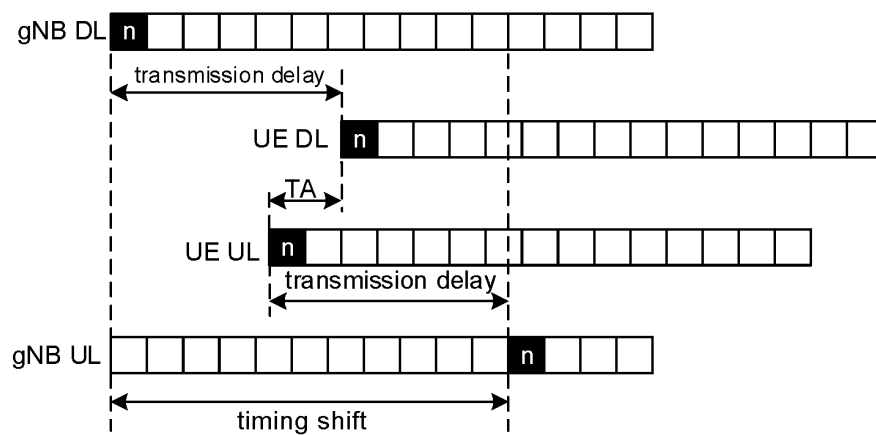 gNB DL n
transmission delay
UE DL n
TA
UE UL n
transmission delay
gNB UL n
timing shift